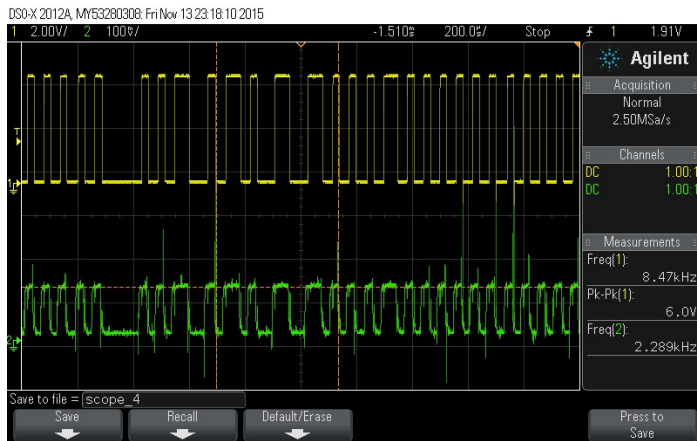 DSO-X 2012A, MY53280308: Fri Nov 13 23:18:10 2015
1 2.00V/ 2 100V/ -1.510s 200.0s/ Stop 1 1.91V
Agilent
Acquisition
Normal
2.50MSa/s
Channels
DC 1.00:1
DC 1.00:1
Measurements
Freq(1):
8.47kHz
Pk-Pk(1):
6.0V
Freq(2):
2.289kHz
T
1
2
Save to file = scope_4
Save
Recall
Default/Erase
Press to
Save